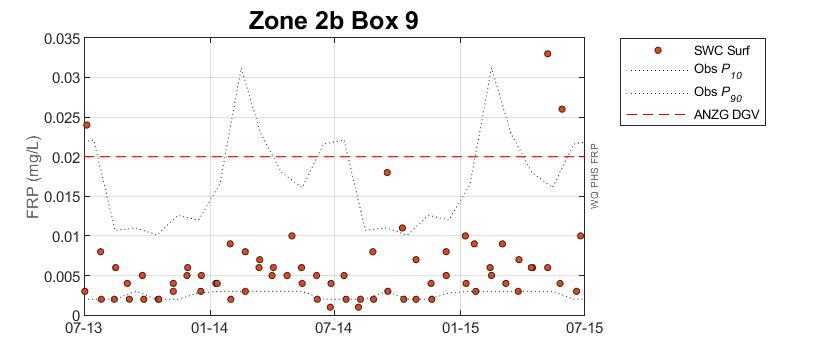 Zone 2b Box 9
0.035
0.03
0.025
0.02
0.015
0.01
0.005
0
FRP (mg/L)
07-13
01-14
07-14
01-15
07-15
WQ PHS FRP
SWC Surf
Obs P10
Obs P90
ANZG DGV